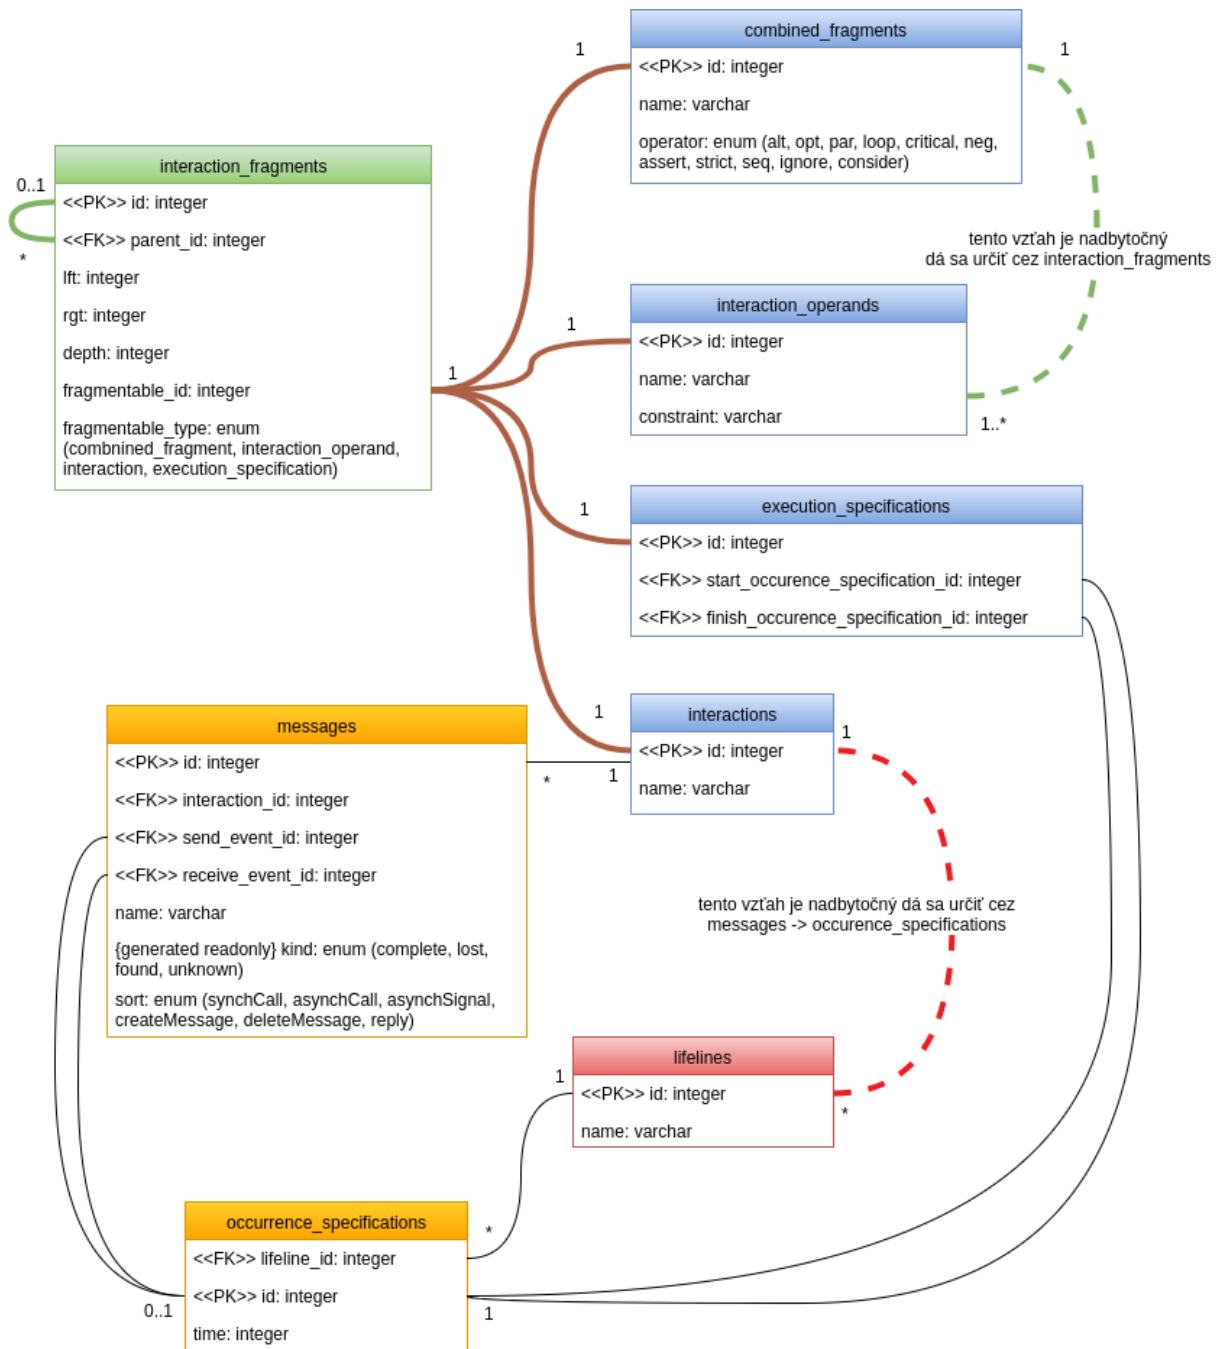 combined_fragments
1
1
<<PK>> id: integer
name: varchar
operator: enum (alt, opt, par, loop, critical, neg,
assert, strict, seq, ignore, consider)
interaction_fragments
0..1
<<PK>> id: integer
<<FK>> parent_id: integer
*
lft: integer
rgt: integer
depth: integer
1
fragmentable_id: integer
fragmentable_type: enum
(combnined_fragment, interaction_operand,
interaction, execution_specification)
tento vzťah je nadbytočný
dá sa určiť cez interaction_fragments
interaction_operands
1
<<PK>> id: integer
name: varchar
constraint: varchar
1..*
execution_specifications
1
<<PK>> id: integer
<<FK>> start_occurence_specification_id: integer
<<FK>> finish_occurence_specification_id: integer
interactions
1
1
<<PK>> id: integer
1
name: varchar
messages
<<PK>> id: integer
*
<<FK>> interaction_id: integer
<<FK>> send_event_id: integer
<<FK>> receive_event_id: integer
name: varchar
{generated readonly} kind: enum (complete, lost,
found, unknown)
sort: enum (synchCall, asynchCall, asynchSignal,
createMessage, deleteMessage, reply)
tento vzťah je nadbytočný dá sa určiť cez
messages -> occurence_specifications
lifelines
1
<<PK>> id: integer
*
name: varchar
occurrence_specifications
*
<<FK>> lifeline_id: integer
<<PK>> id: integer
0..1
1
time: integer